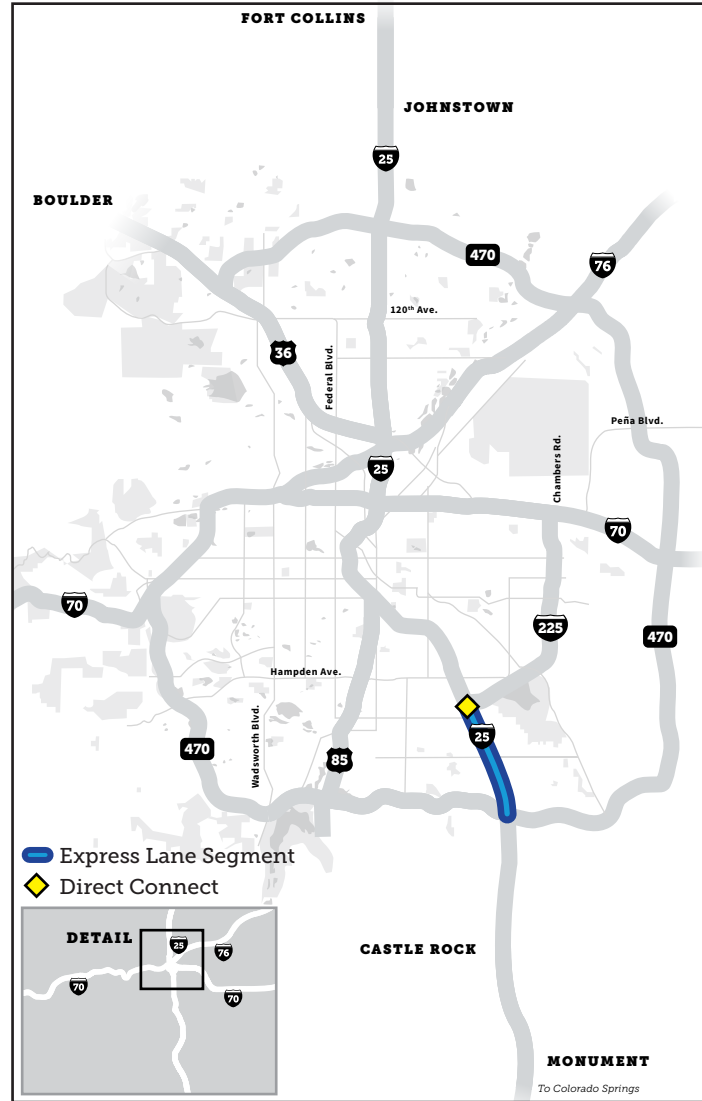 FORT COLLINS
JOHNSTOWN
25
BOULDER
470
76
120th Ave.
36
Federal Blvd.
Peña Blvd.
25
Chambers Rd.
70
70
225
470
Hampden Ave.
Wadsworth Blvd.
25
470
85
Express Lane Segment
Direct Connect
DETAIL
25
76
70
70
CASTLE ROCK
MONUMENT
To Colorado Springs